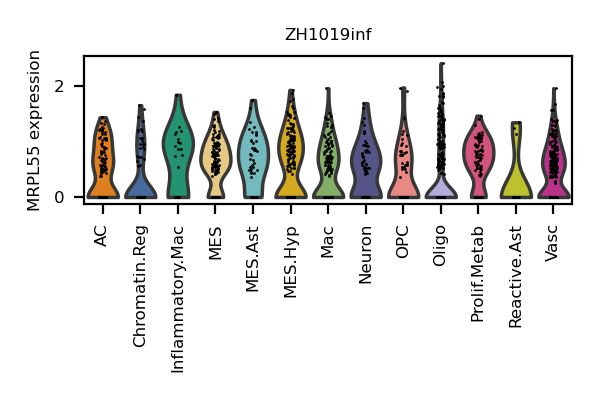 ZH1019inf
MRPL55 expression
2
0
AC
Chromatin.Reg
Inflammatory.Mac
MES
MES.Ast
MES.Hyp
Mac
Neuron
OPC
Oligo
Prolif.Metab
Reactive.Ast
Vasc